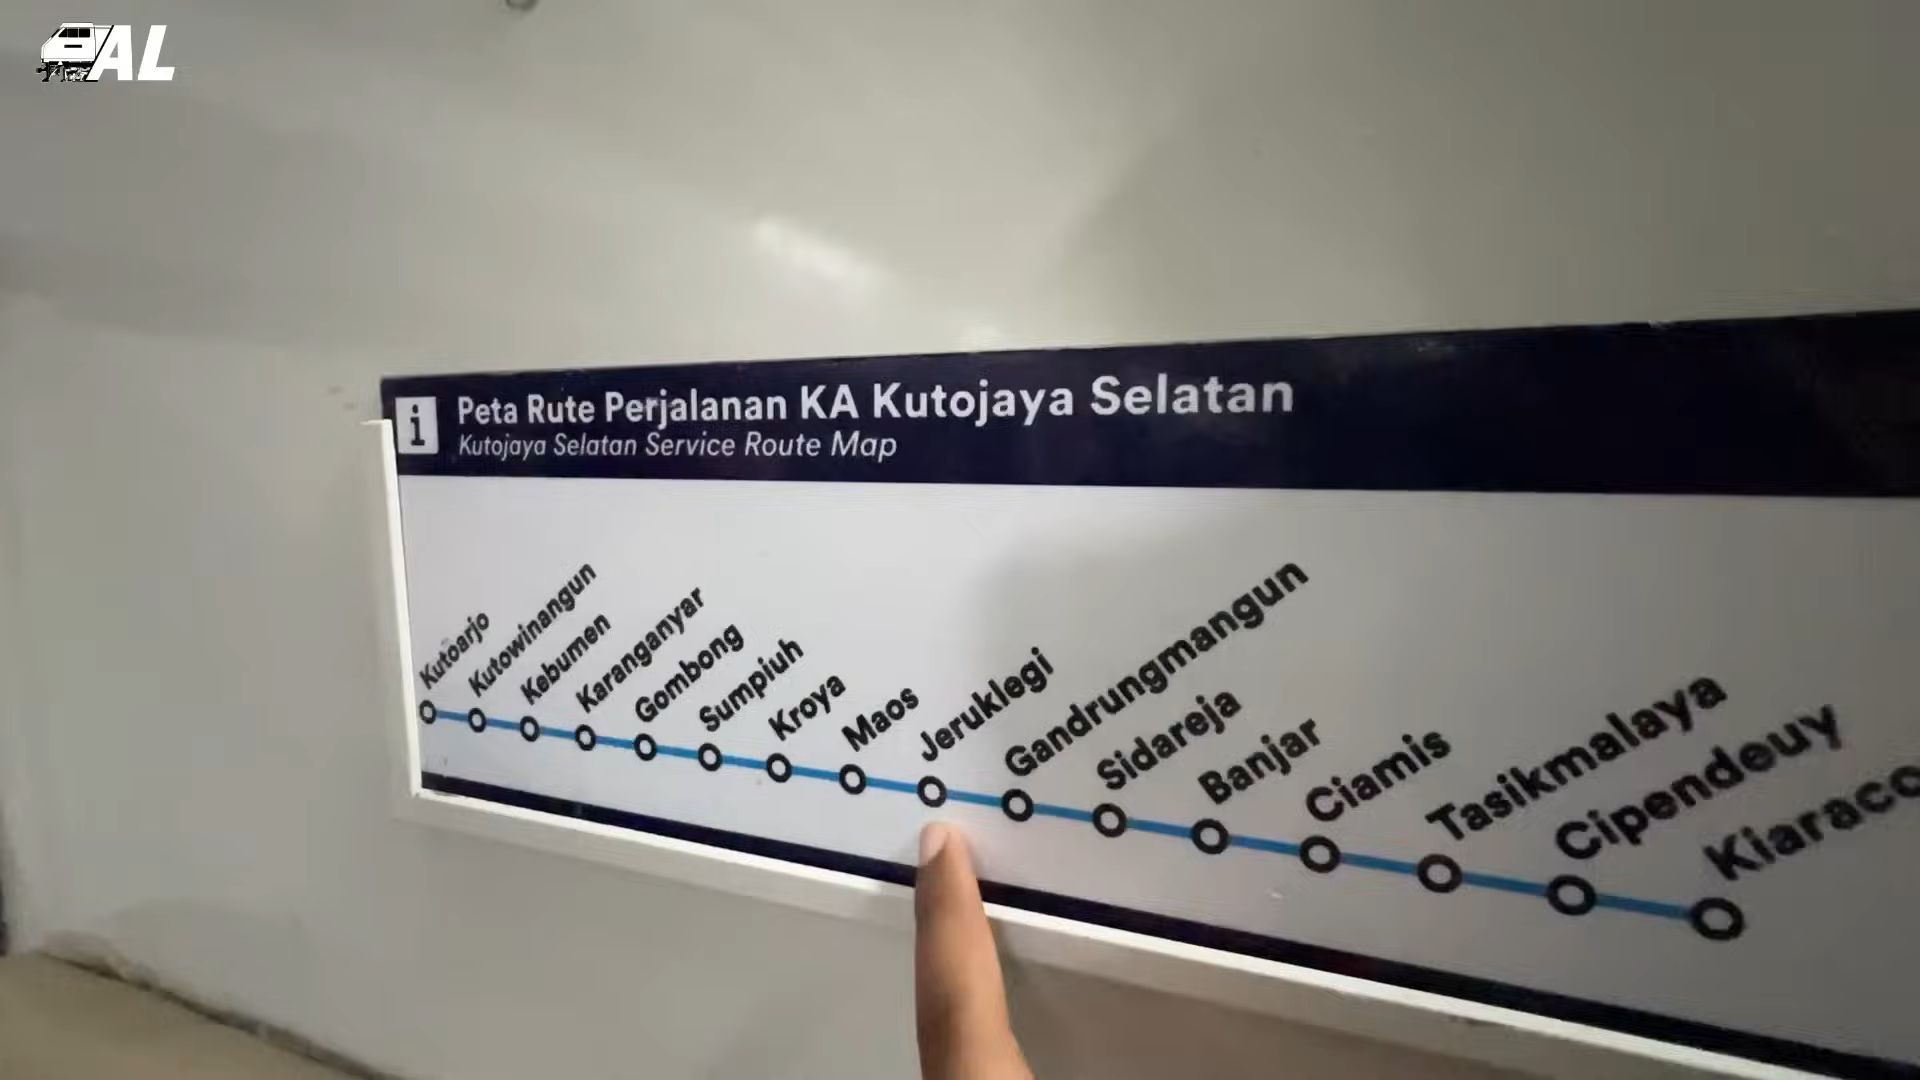 AL
i
Peta Rute Perjalanan KA Kutojaya Selatan
Kutojaya Selatan Service Route Map
Kutoarjo
Kutowinangun
Kebumen
Karanganyar
Gombong
Sumpiuh
Kroya
Maos
Jeruklegi
Gandrungmangun
Sidareja
Banjar
Ciamis
Tasikmalaya
Cipendeuy
Kiaraco